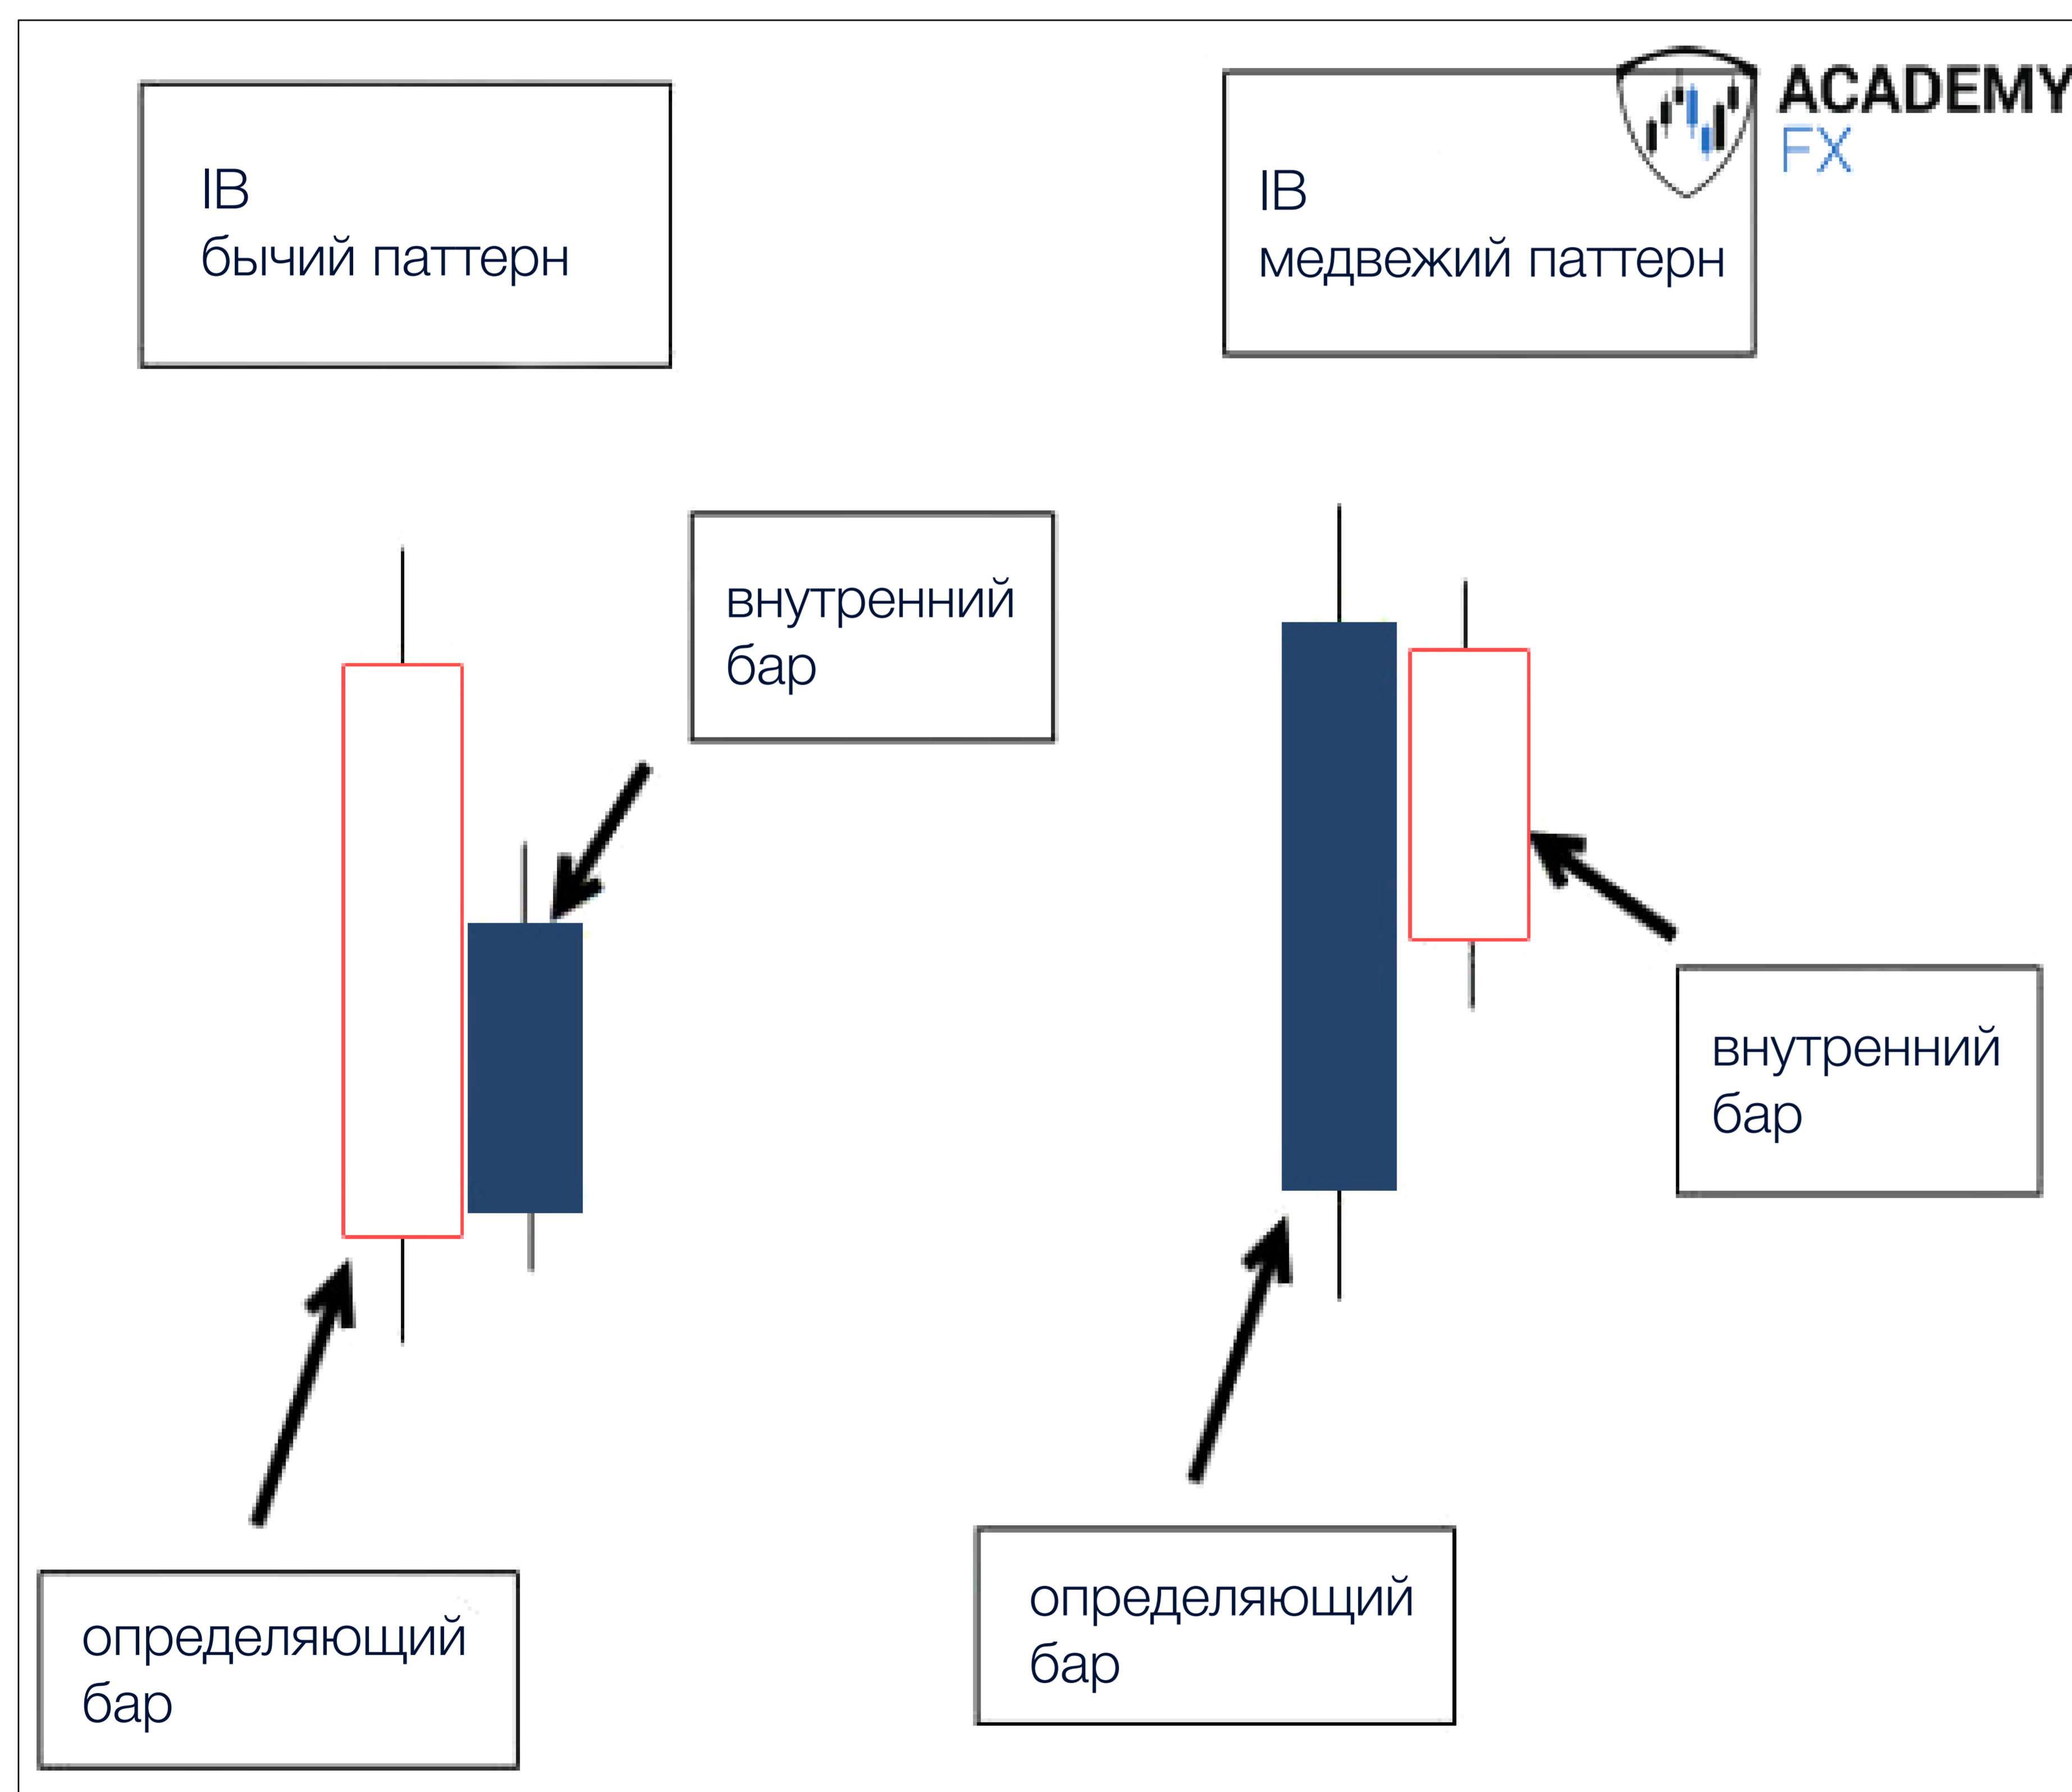 IB
бычий паттерн
IB
медвежий паттерн
ACADEMY
FX
внутренний
бар
внутренний
бар
определяющий
бар
определяющий
бар